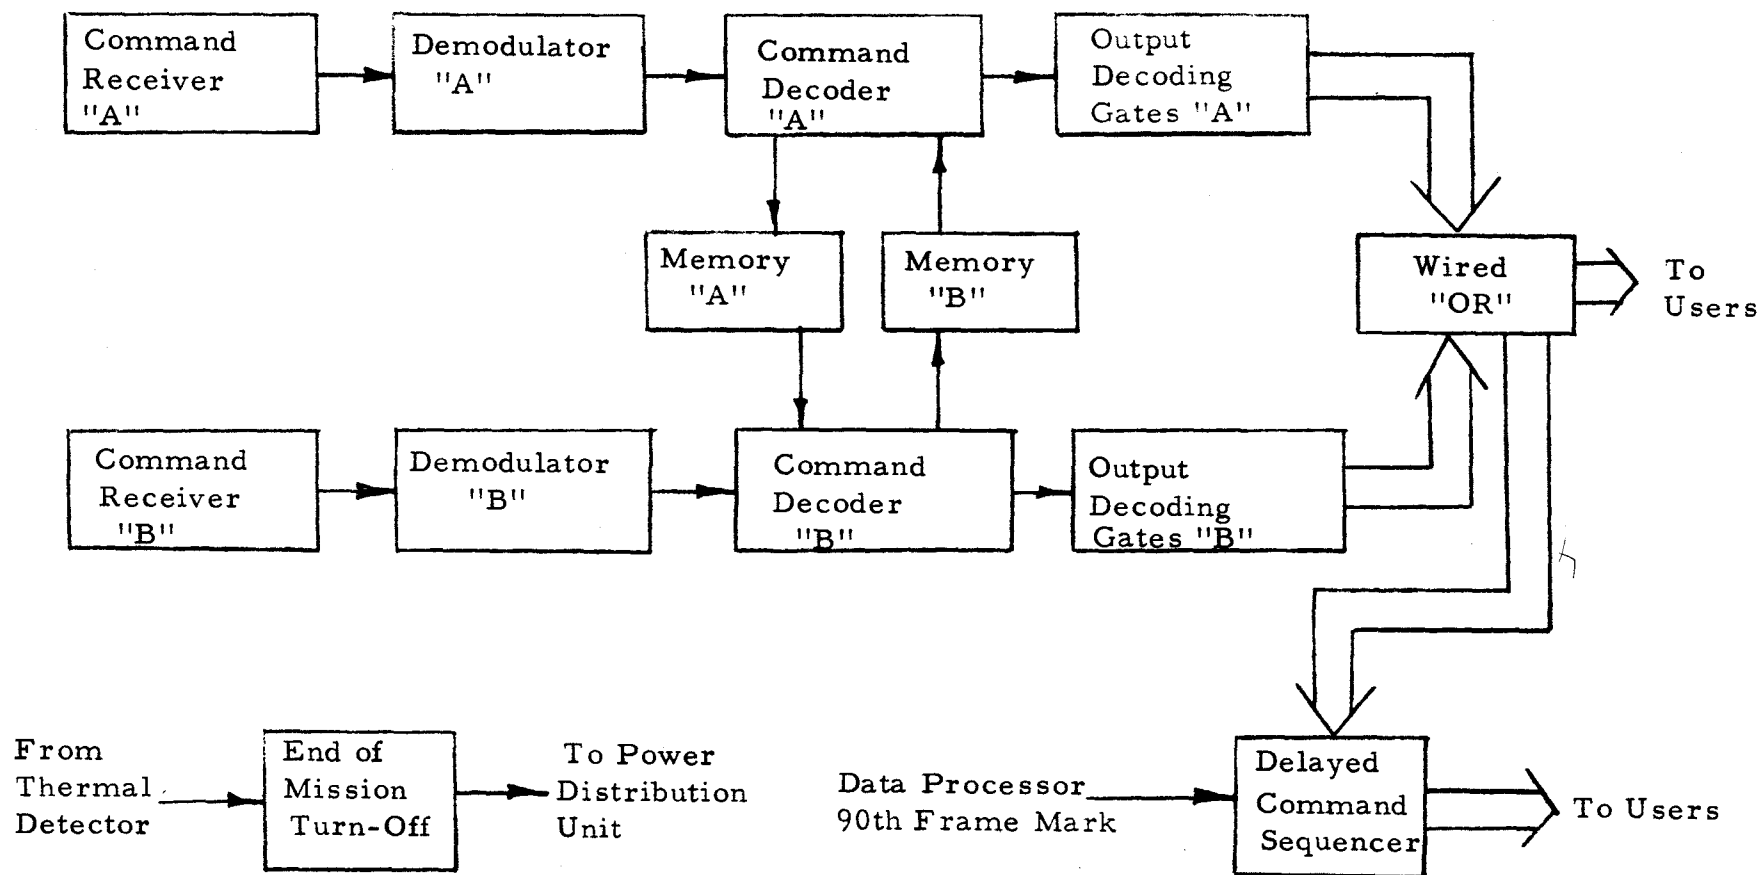 Command
Receiver
"A"
Demodulator
"A"
Command
Decoder
"A"
Output
Decoding
Gates "A"
Memory
"A"
Memory
"B"
Wired
"OR"
To
Users
Command
Receiver
"B"
Demodulator
"B"
Command
Decoder
"B"
Output
Decoding
Gates "B"
From
Thermal
Detector
End of
Mission
Turn-Off
To Power
Distribution
Unit
Data Processor
90th Frame Mark
Delayed
Command
Sequencer
To Users